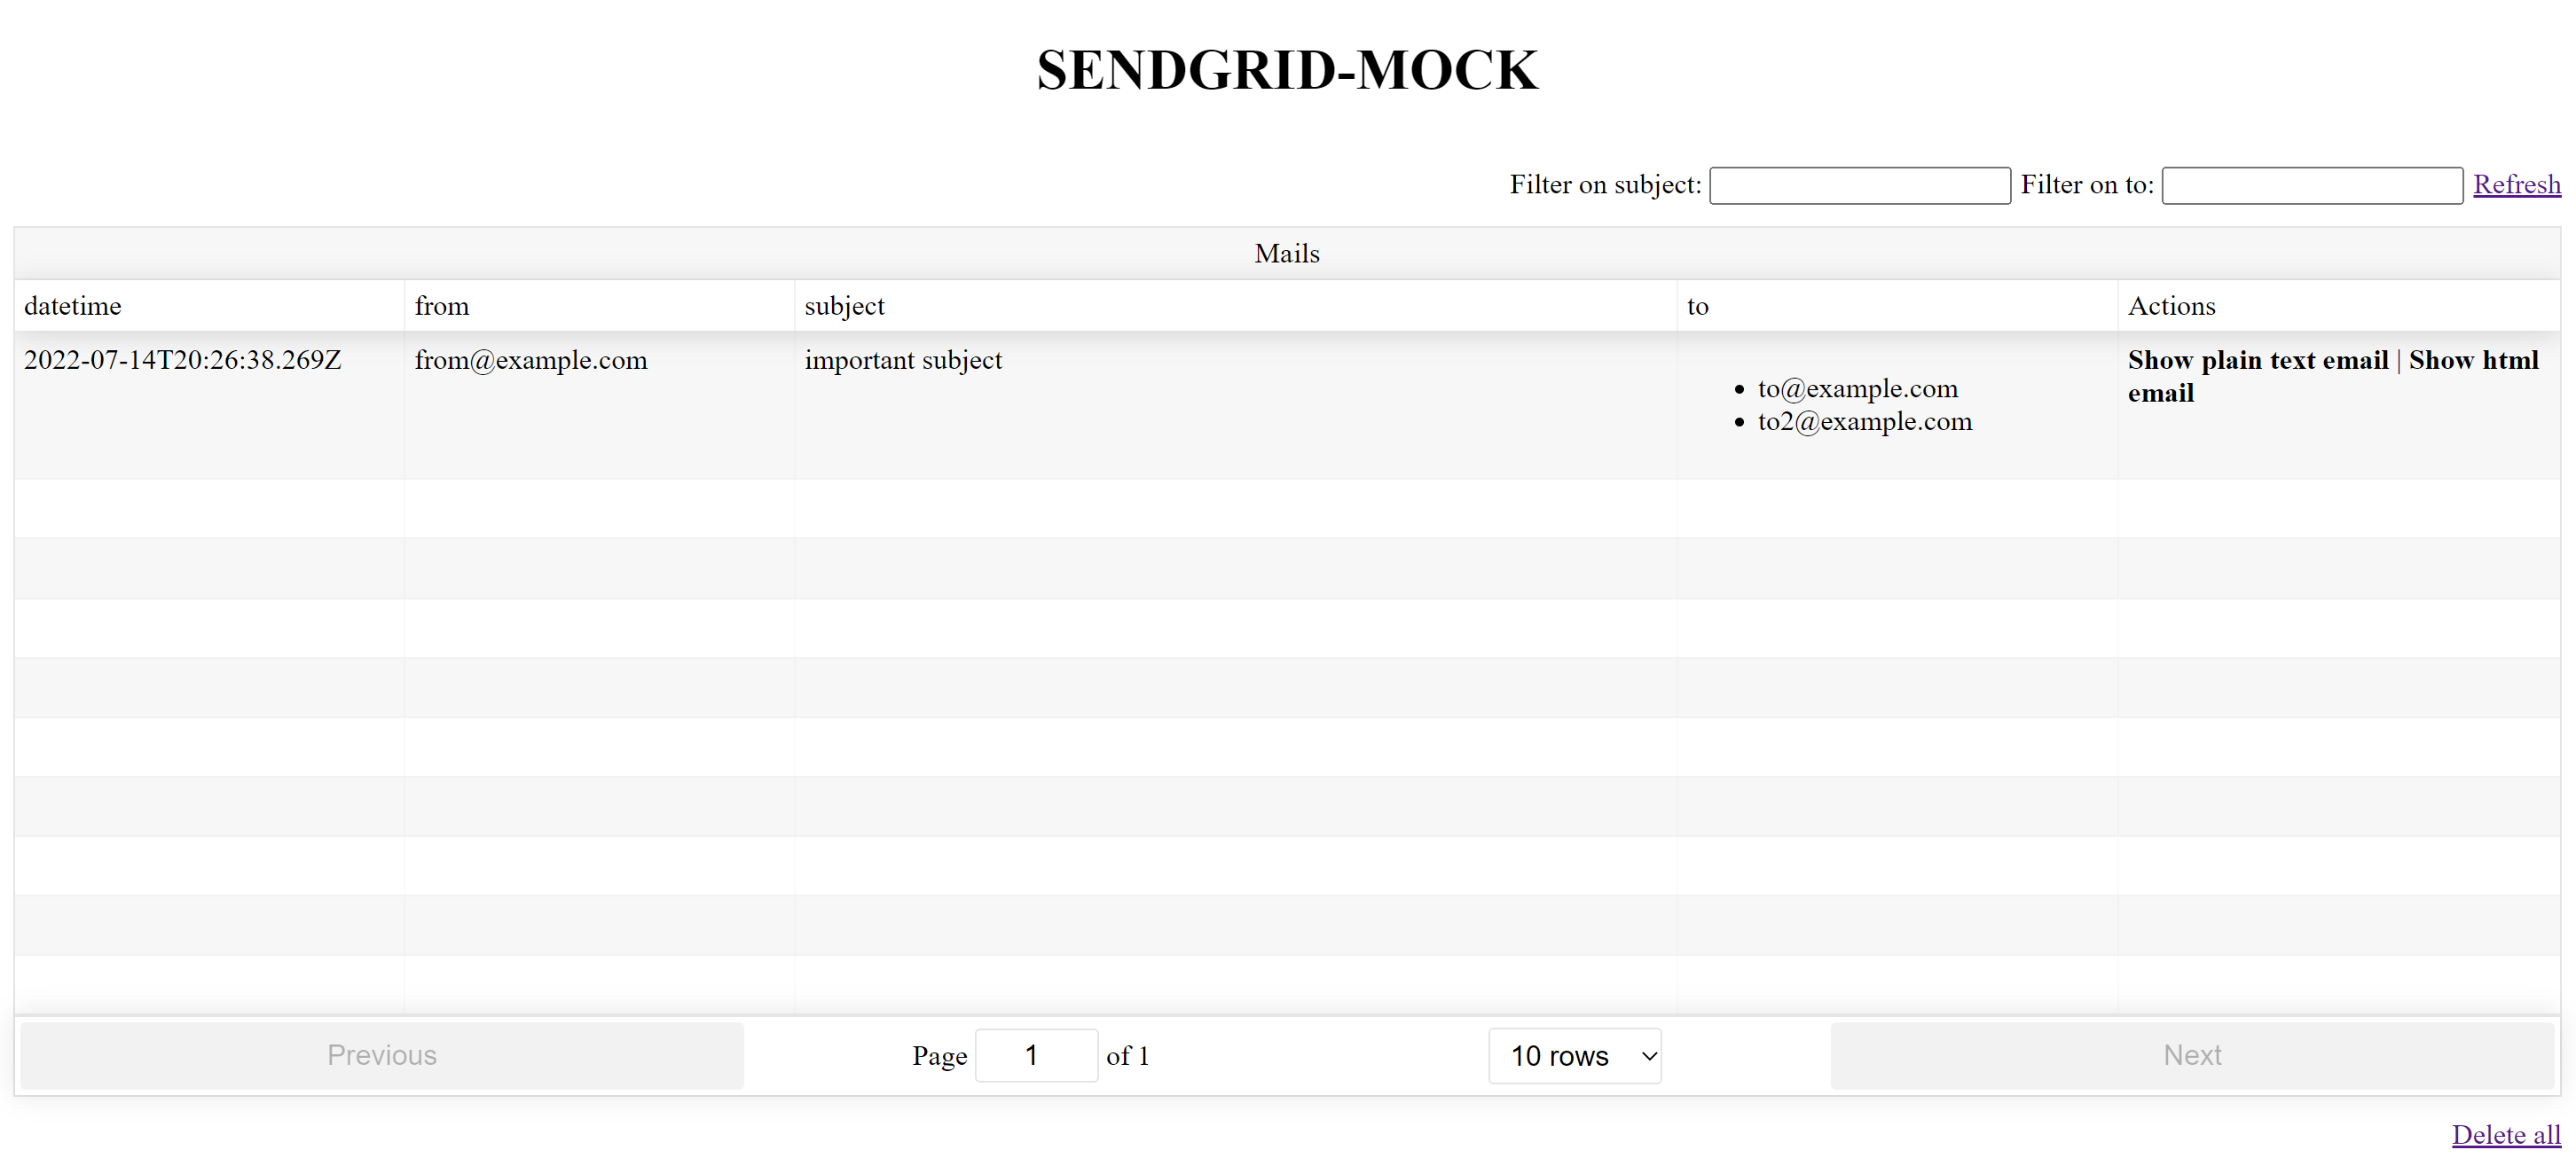 SENDGRID-MOCK
Filter on subject: Filter on to: Refresh
Mails
datetime from subject to Actions
2022-07-14T20:26:38.269Z from@example.com important subject
to@example.com
to2@example.com
Show plain text email | Show html
email
Previous Page 1 of 1 10 rows Next
Delete all